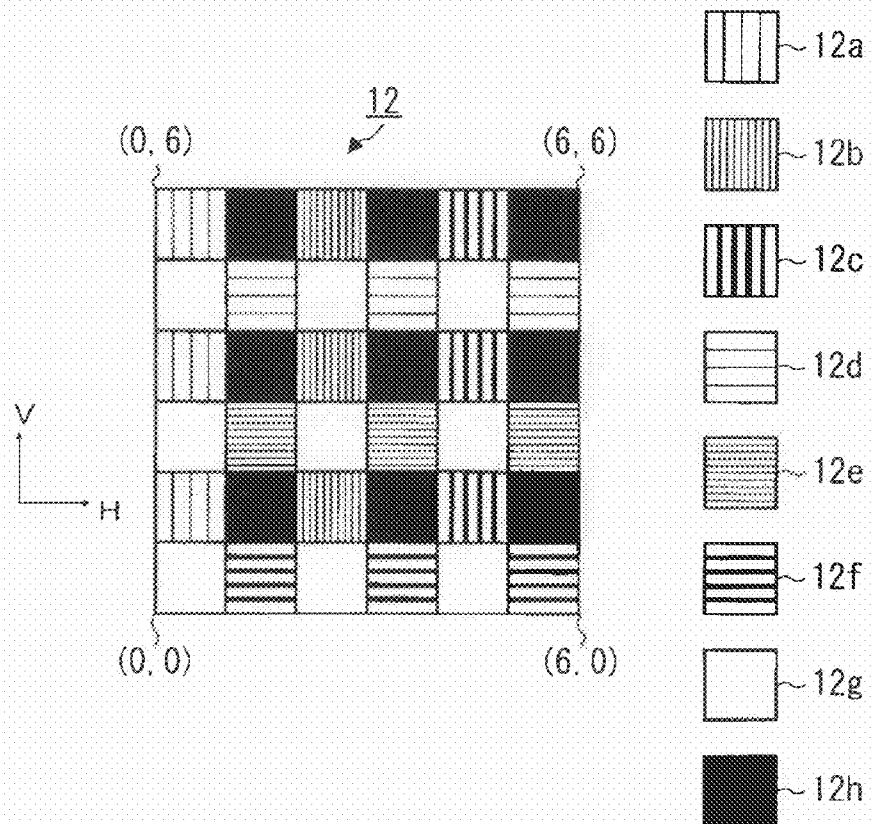 12
(0, 6)
(6, 6)
V
H
(0, 0)
(6, 0)
12a
12b
12c
12d
12e
12f
12g
12h